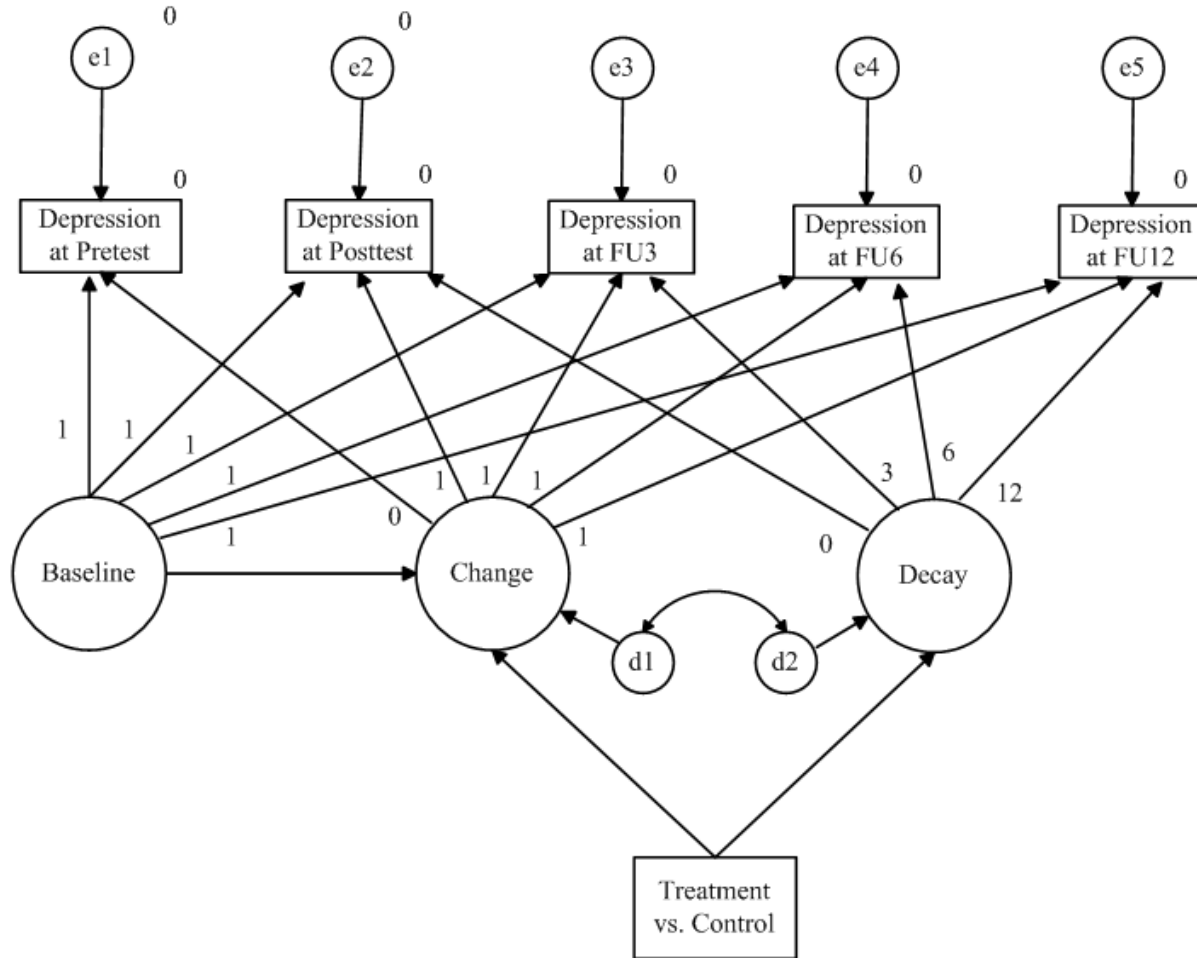 0
0
e1
e2
e3
e4
e5
0
0
0
0
0
Depression
at Pretest
Depression
at Posttest
Depression
at FU3
Depression
at FU6
Depression
at FU12
1
1
1
1
1
0
1
1
1
1
0
3
6
12
Baseline
Change
Decay
d1
d2
Treatment
vs. Control